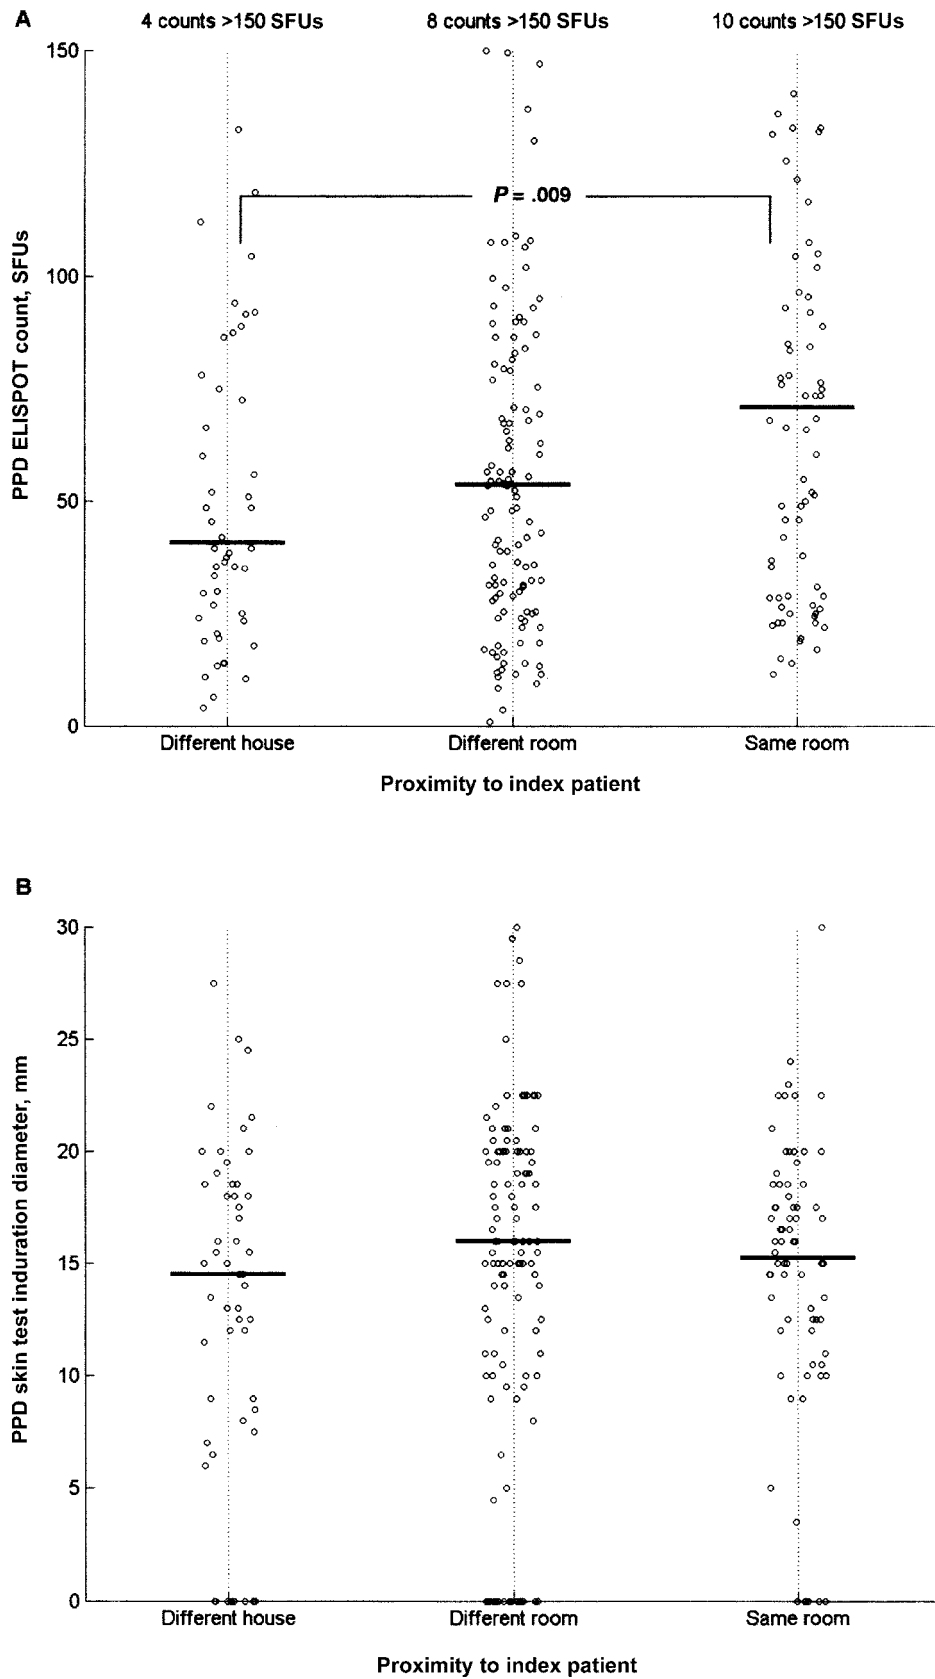 A
4 counts >150 SFUs 8 counts >150 SFUs 10 counts >150 SFUs
150
P = .009
100
50
0
PPD ELISPOT count, SFUs
Different house Different room Same room
Proximity to index patient
B
30
25
20
15
10
5
0
PPD skin test induration diameter, mm
Different house Different room Same room
Proximity to index patient